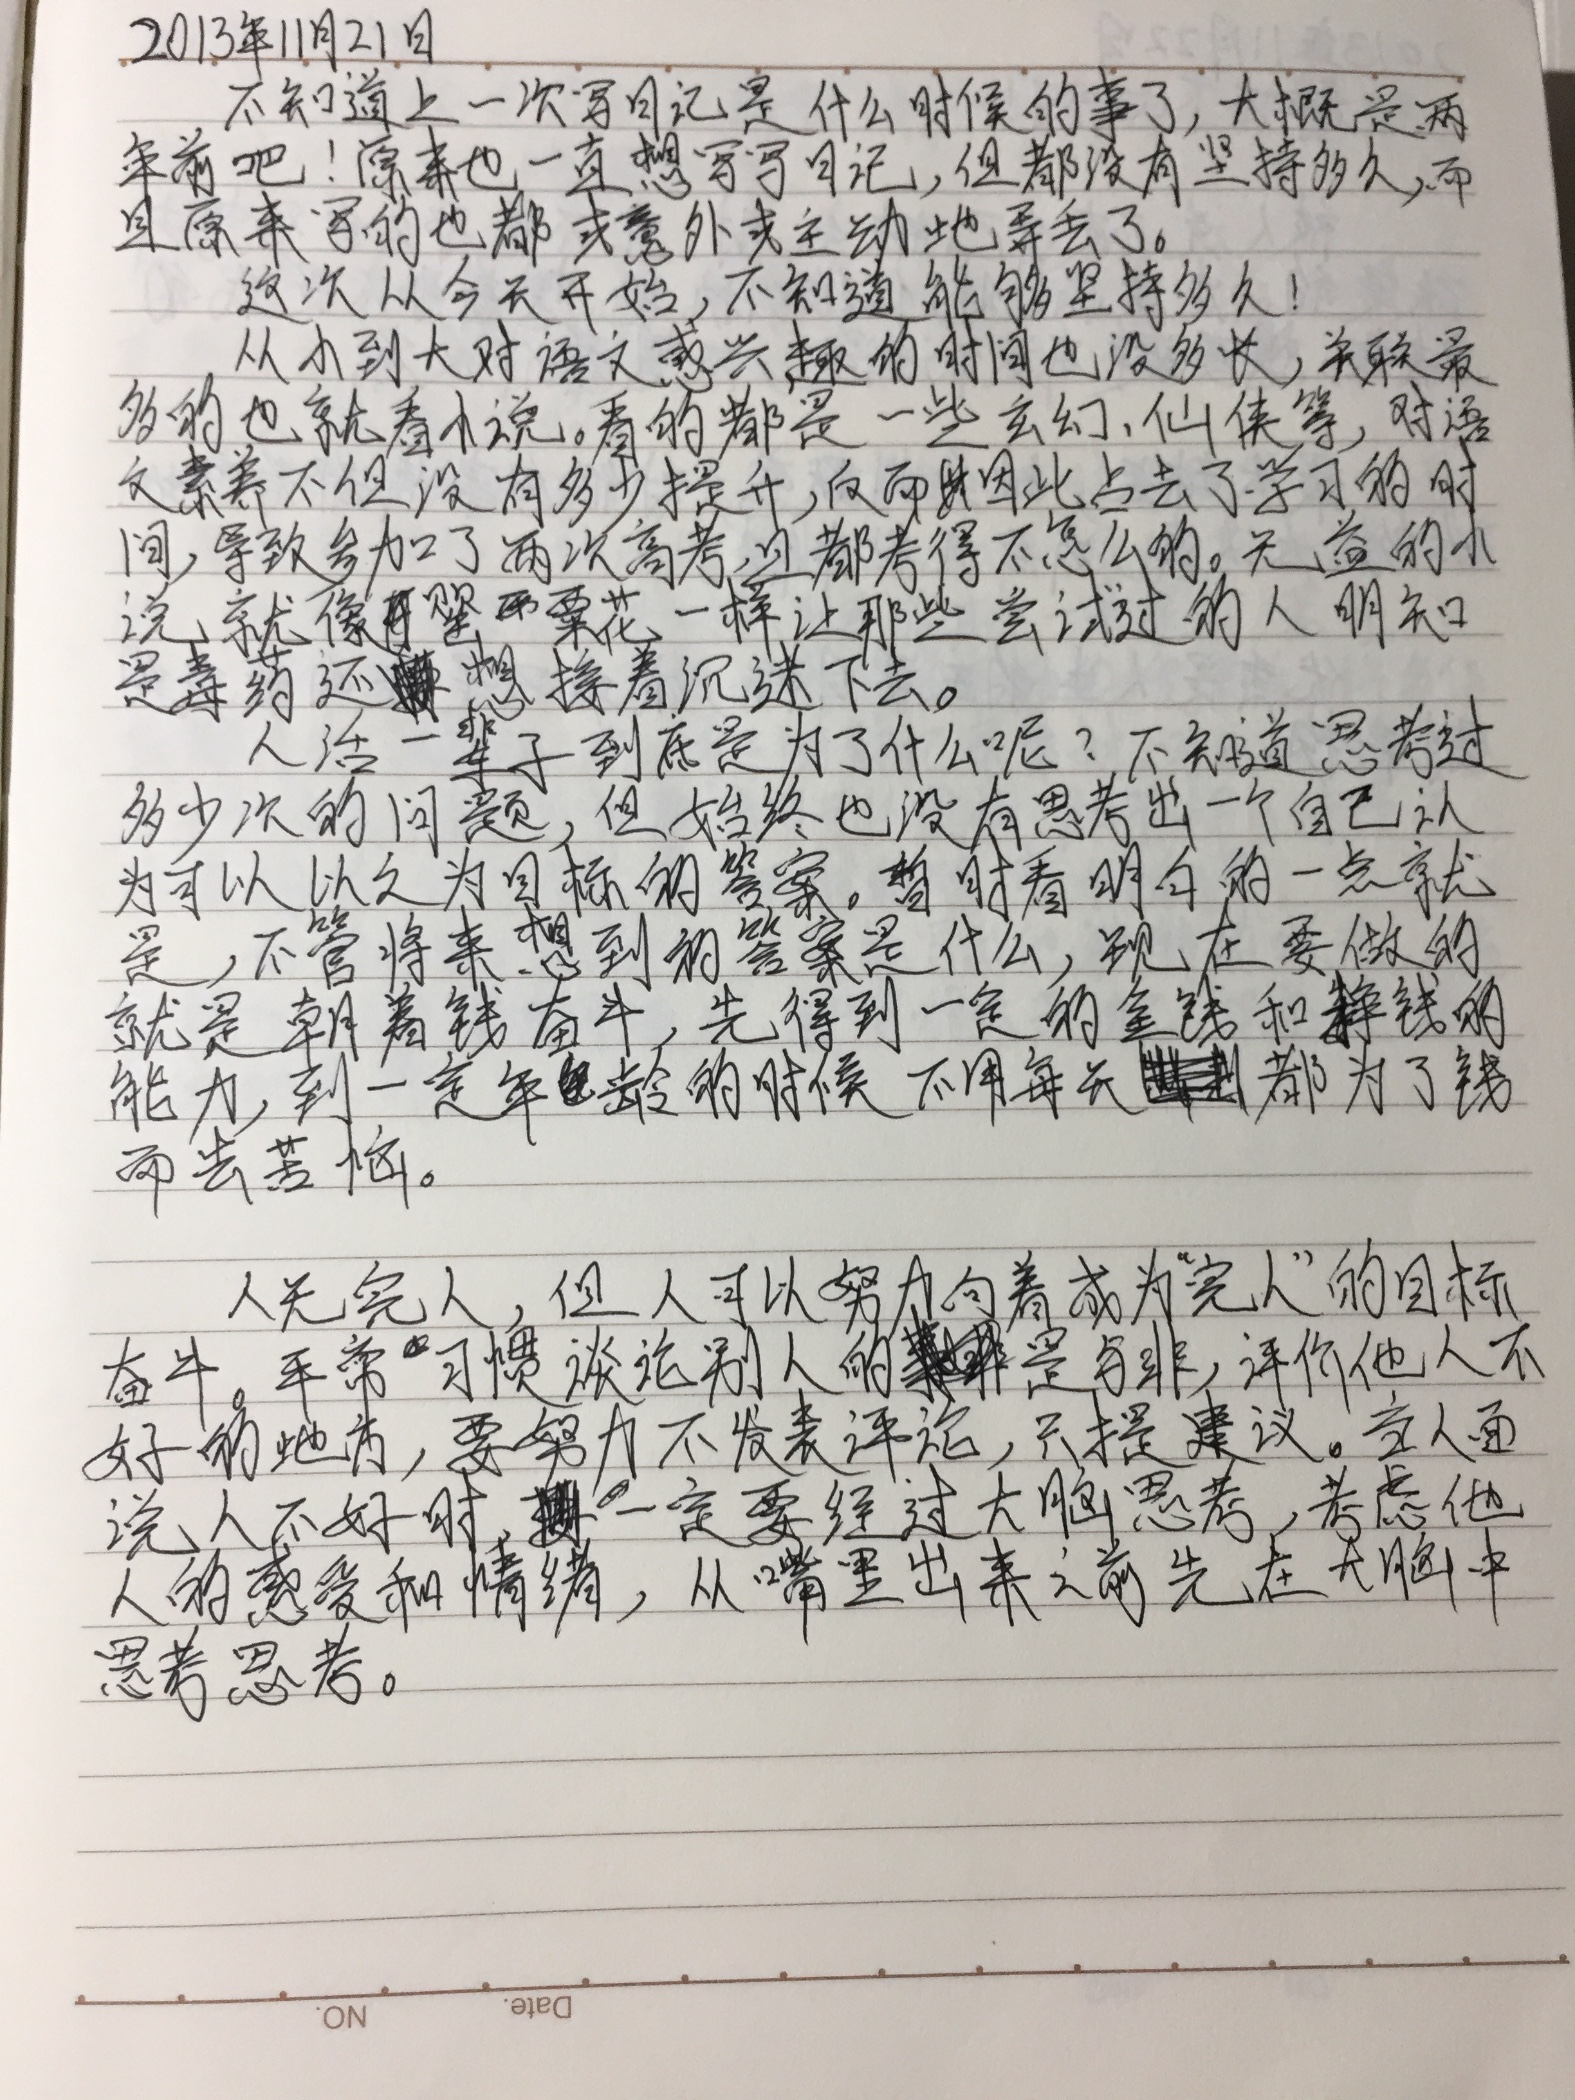 2013年11月21日
不知道上一次写日记是什么时候的事了,大概是两
年前吧!原来也一直想写写日记,但都没有坚持多久,而
且原来写的也都或意外或主动地弄丢了。
这次从今天开始,不知道能够坚持多久!
从小到大对语文感兴趣的时间也没多长,关联最
多的也就看小说。看的都是一些玄幻、仙侠等,对语
文素养不但没有多少提升,反而因此占去了学习的时
间,导致参加了两次高考,且都考得不怎么的。无益的小
说、就像罂粟花一样让那些尝试过的人明知
是毒药还想接着沉迷下去。
人活一辈子到底是为了什么呢?不知道思考过
多少次的问题,但始终也没有思考出一个自己认
为可以以之为目标的答案。暂时看明白的一点就
是,不管将来想到的答案是什么,现在要做的
就是朝着钱奋斗,先得到一定的金钱和挣钱的
能力,到一定年龄的时候不用每天都为了钱
而去苦恼。
人无完人,但人可以努力向着成为“完人”的目标
奋斗。平常习惯谈论别人的是与非,评价他人不
好的地方,要努力不发表评论,只提建议。当人面
说人不好时,一定要经过大脑思考,考虑他
人的感受和情绪,从嘴里出来之前先在大脑中
思考思考。
NO. Date.